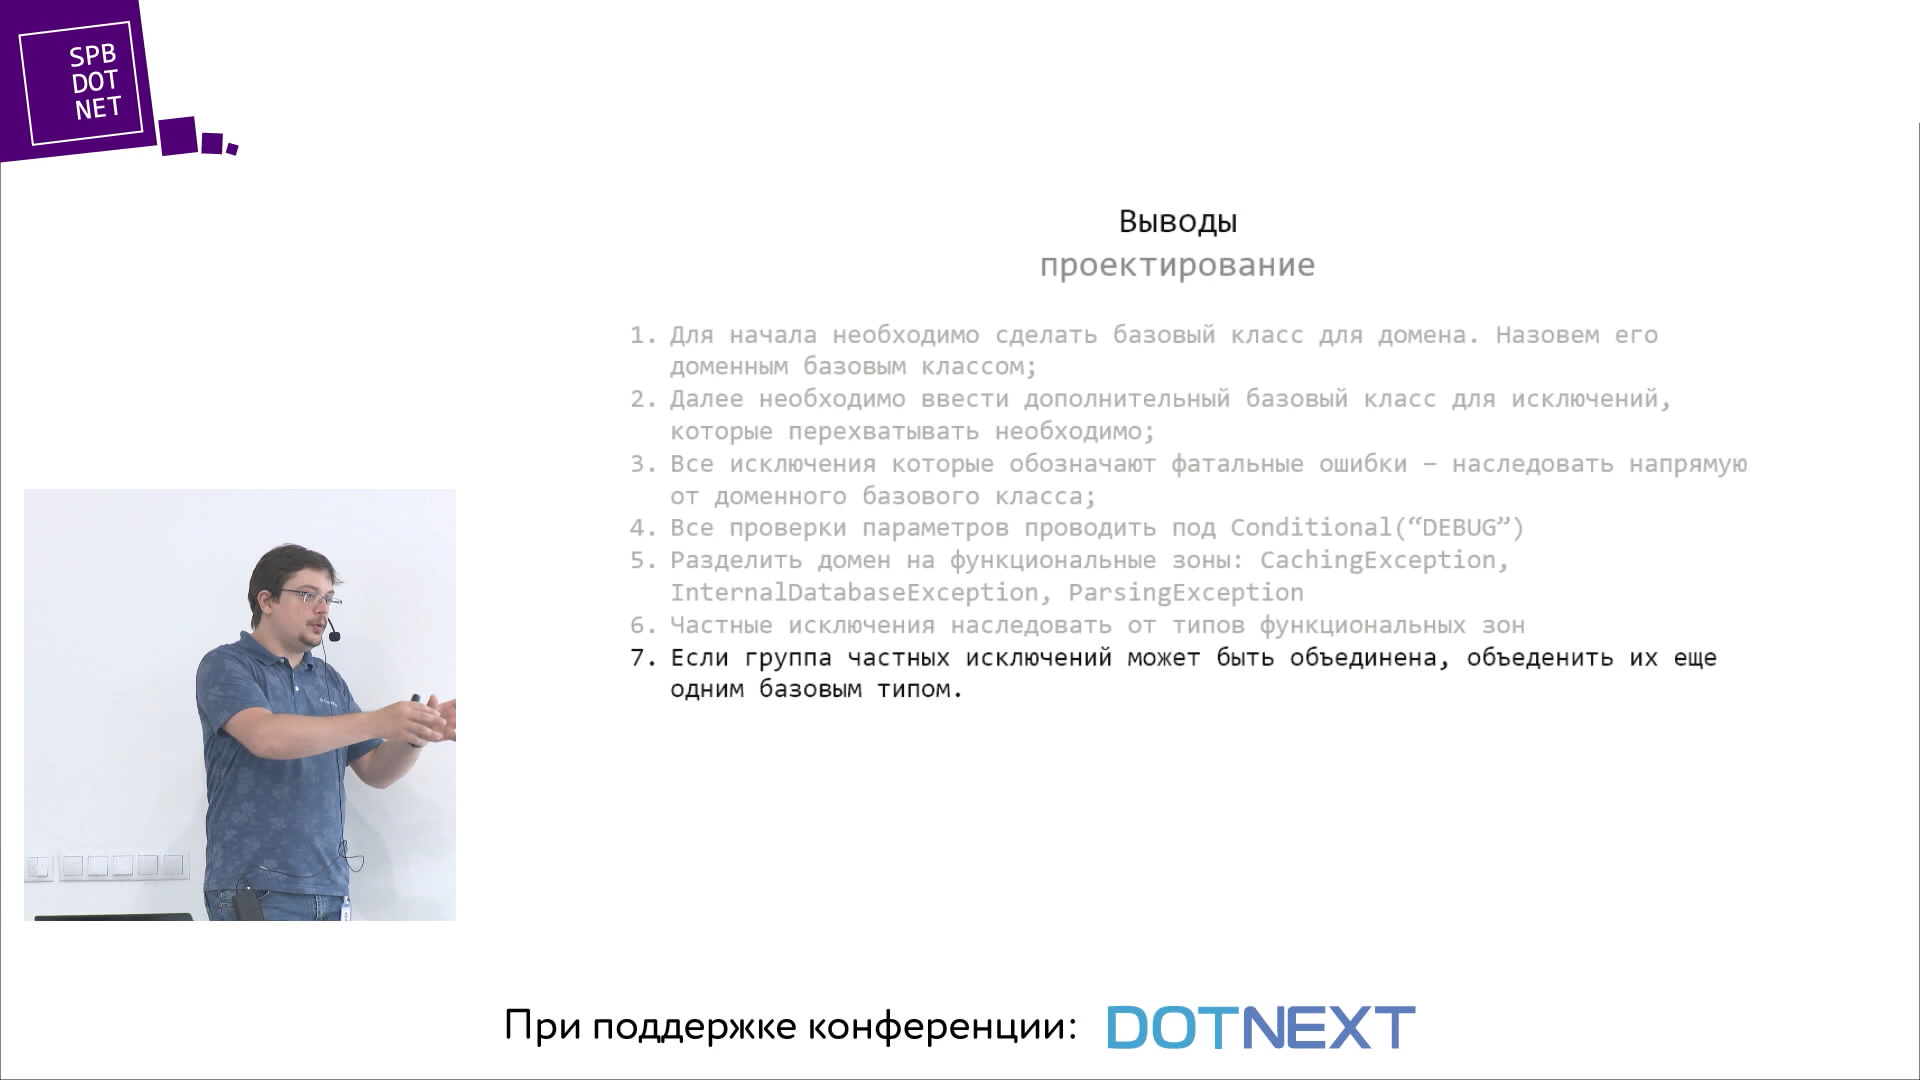 SPB
DOT
NET
Выводы
проектирование
1. Для начала необходимо сделать базовый класс для домена. Назовем его
доменным базовым классом;
2. Далее необходимо ввести дополнительный базовый класс для исключений,
которые перехватывать необходимо;
3. Все исключения которые обозначают фатальные ошибки – наследовать напрямую
от доменного базового класса;
4. Все проверки параметров проводить под Conditional(“DEBUG”)
5. Разделить домен на функциональные зоны: CachingException,
InternalDatabaseException, ParsingException
6. Частные исключения наследовать от типов функциональных зон
7. Если группа частных исключений может быть объединена, объеденить их еще
одним базовым типом.
При поддержке конференции: DOTNEXT